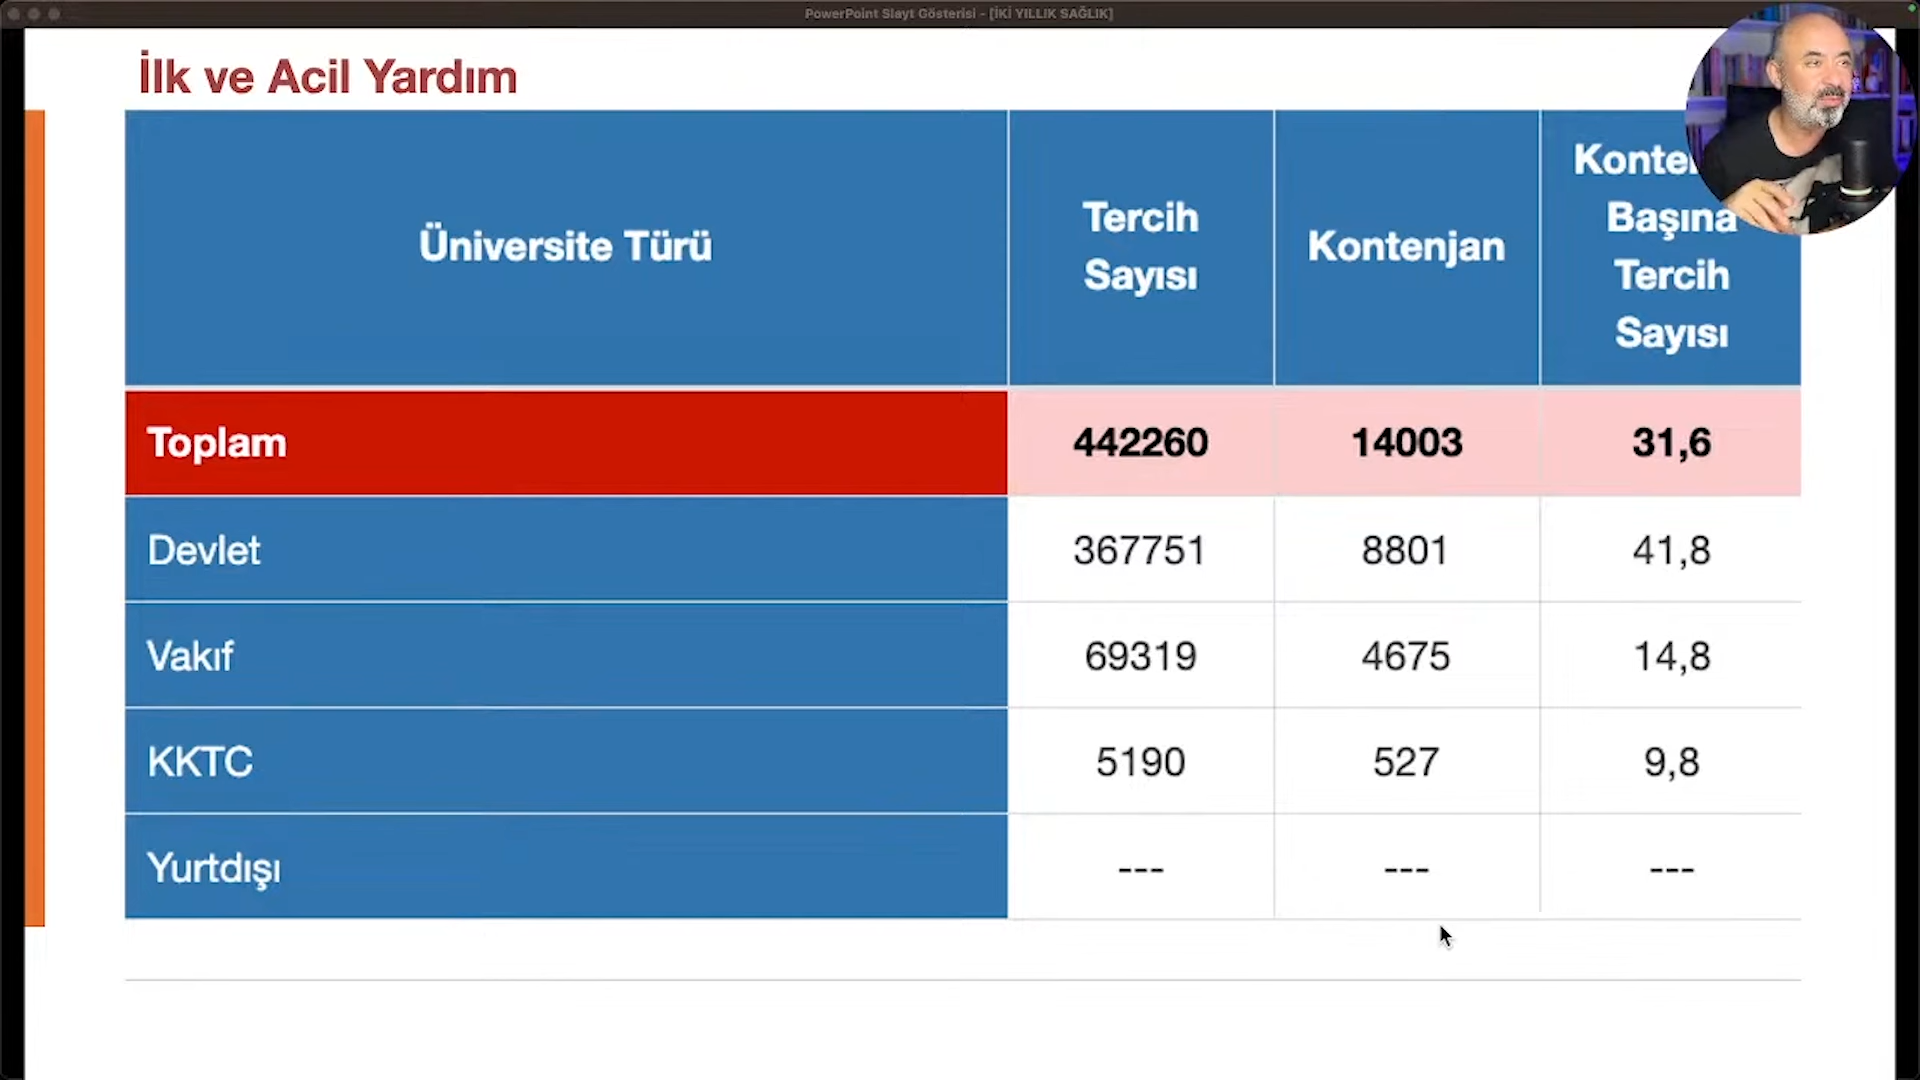 PowerPoint Slayt Gösterisi - [İKİ YILLIK SAĞLIK]
İlk ve Acil Yardım
Üniversite Türü
Tercih
Sayısı
Kontenjan
Başına
Tercih
Sayısı
Toplam 442260 14003 31,6
Devlet 367751 8801 41,8
Vakıf 69319 4675 14,8
KKTC 5190 527 9,8
Yurtdışı --- --- ---